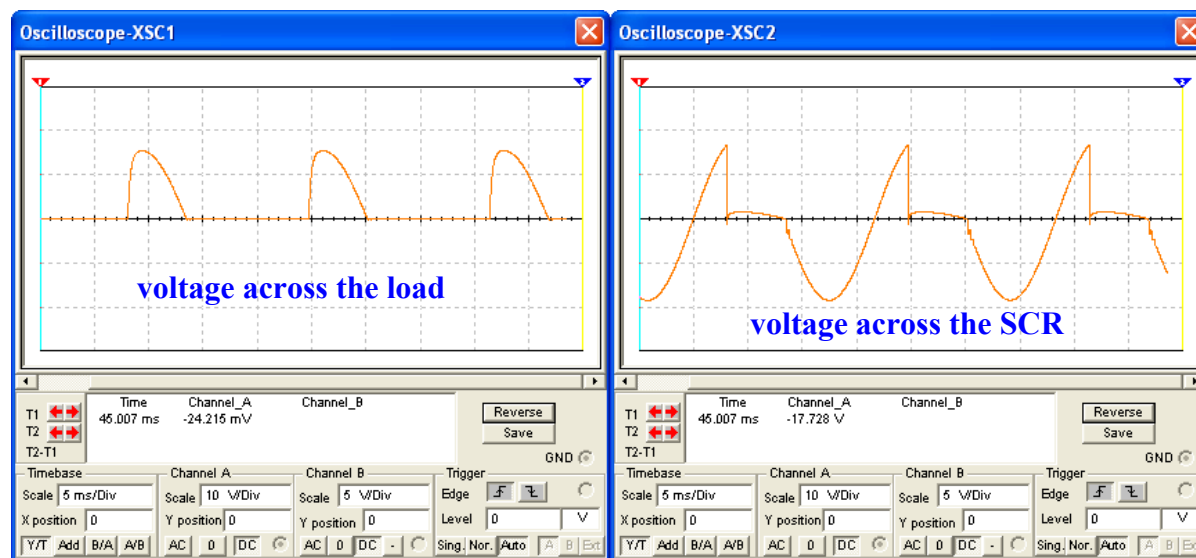 Oscilloscope-XSC1
1 2
voltage across the load
Time Channel_A Channel_B
T1 45.007 ms -24.215 mV
T2
T2-T1
Reverse
Save
GND
Timebase Channel A Channel B Trigger
Scale 5 ms/Div Scale 10 V/Div Scale 5 V/Div Edge
X position 0 Y position 0 Y position 0 Level 0 V
Y/T Add B/A A/B AC 0 DC AC 0 DC - Sing. Nor. Auto A B Ext
Oscilloscope-XSC2
1 2
voltage across the SCR
Time Channel_A Channel_B
T1 45.007 ms -17.728 V
T2
T2-T1
Reverse
Save
GND
Timebase Channel A Channel B Trigger
Scale 5 ms/Div Scale 10 V/Div Scale 5 V/Div Edge
X position 0 Y position 0 Y position 0 Level 0 V
Y/T Add B/A A/B AC 0 DC AC 0 DC - Sing. Nor. Auto A B Ext